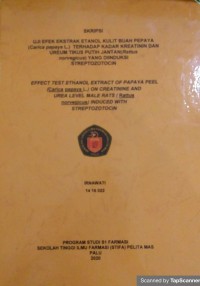 SKRIPSI
UJI EFEK EKSTRAK ETANOL KULIT BUAH PEPAYA
(Carica papaya L.) TERHADAP KADAR KREATININ DAN
UREUM TIKUS PUTIH JANTAN(Rattus
norvegicus) YANG DIINDUKSI
STREPTOZOTOCIN
EFFECT TEST ETHANOL EXTRACT OF PAPAYA PEEL
(Carica papaya L.) ON CREATININE AND
UREA LEVEL MALE RATS ( Rattus
norvegicus) INDUCED WITH
STREPTOZOTOCIN
IRAWATI
PROGRAM STUDI S1 FARMASI
SEKOLAH TINGGI ILMU FARMASI (STIFA) PELITA MAS
PALU
2020
Scanned by TapScanner